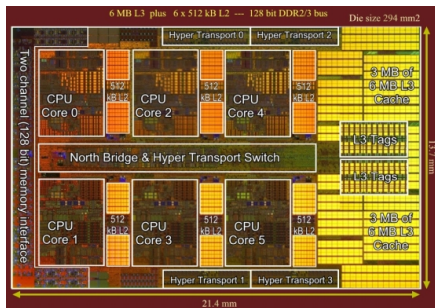 6 MB L3 plus 6 x 512 kB L2 --- 128 bit DDR2/3 bus
Die size 294 mm2
Hyper Transport 0
Hyper Transport 2
Two channel (128 bit) memory interface
CPU
Core 0
512
kB L2
CPU
Core 2
512
kB L2
CPU
Core 4
512
kB L2
3 MB of
6 MB L3
Cache
L3 Tags
North Bridge & Hyper Transport Switch
L3 Tags
13.7 mm
CPU
Core 1
512
kB L2
CPU
Core 3
512
kB L2
CPU
Core 5
512
kB L2
3 MB of
6 MB L3
Cache
Hyper Transport 1
Hyper Transport 3
21.4 mm